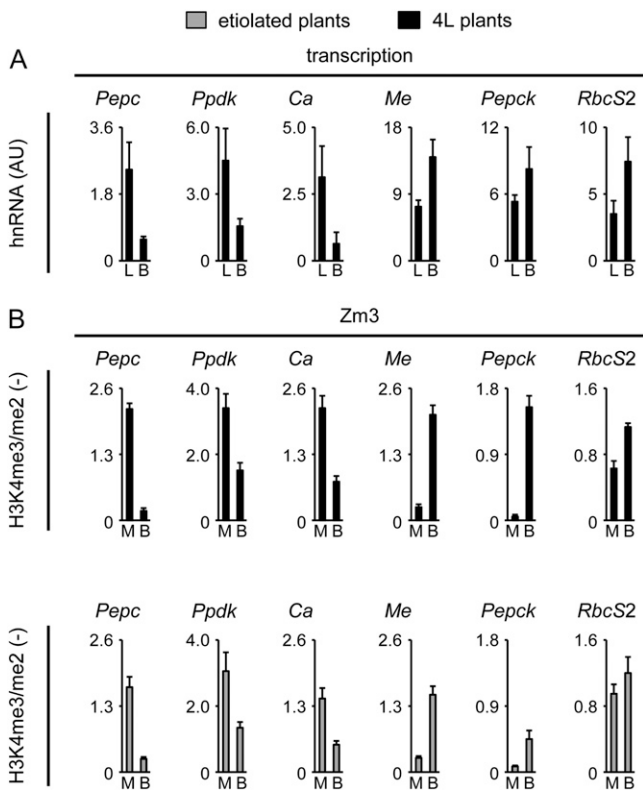 etiolated plants 4L plants
A
transcription
Pepc Ppdk Ca Me Pepck RbcS2
hnRNA (AU)
3.6 6.0 5.0 18 12 10
1.8 3.0 2.5 9 6 5
0 0 0 0 0 0
L B L B L B L B L B L B
B
Zm3
Pepc Ppdk Ca Me Pepck RbcS2
H3K4me3/me2 (-)
2.6 4.0 2.6 2.6 1.8 1.6
1.3 2.0 1.3 1.3 0.9 0.8
0 0 0 0 0 0
M B M B M B M B M B M B
Pepc Ppdk Ca Me Pepck RbcS2
H3K4me3/me2 (-)
2.6 4.0 2.6 2.6 1.8 1.6
1.3 2.0 1.3 1.3 0.9 0.8
0 0 0 0 0 0
M B M B M B M B M B M B